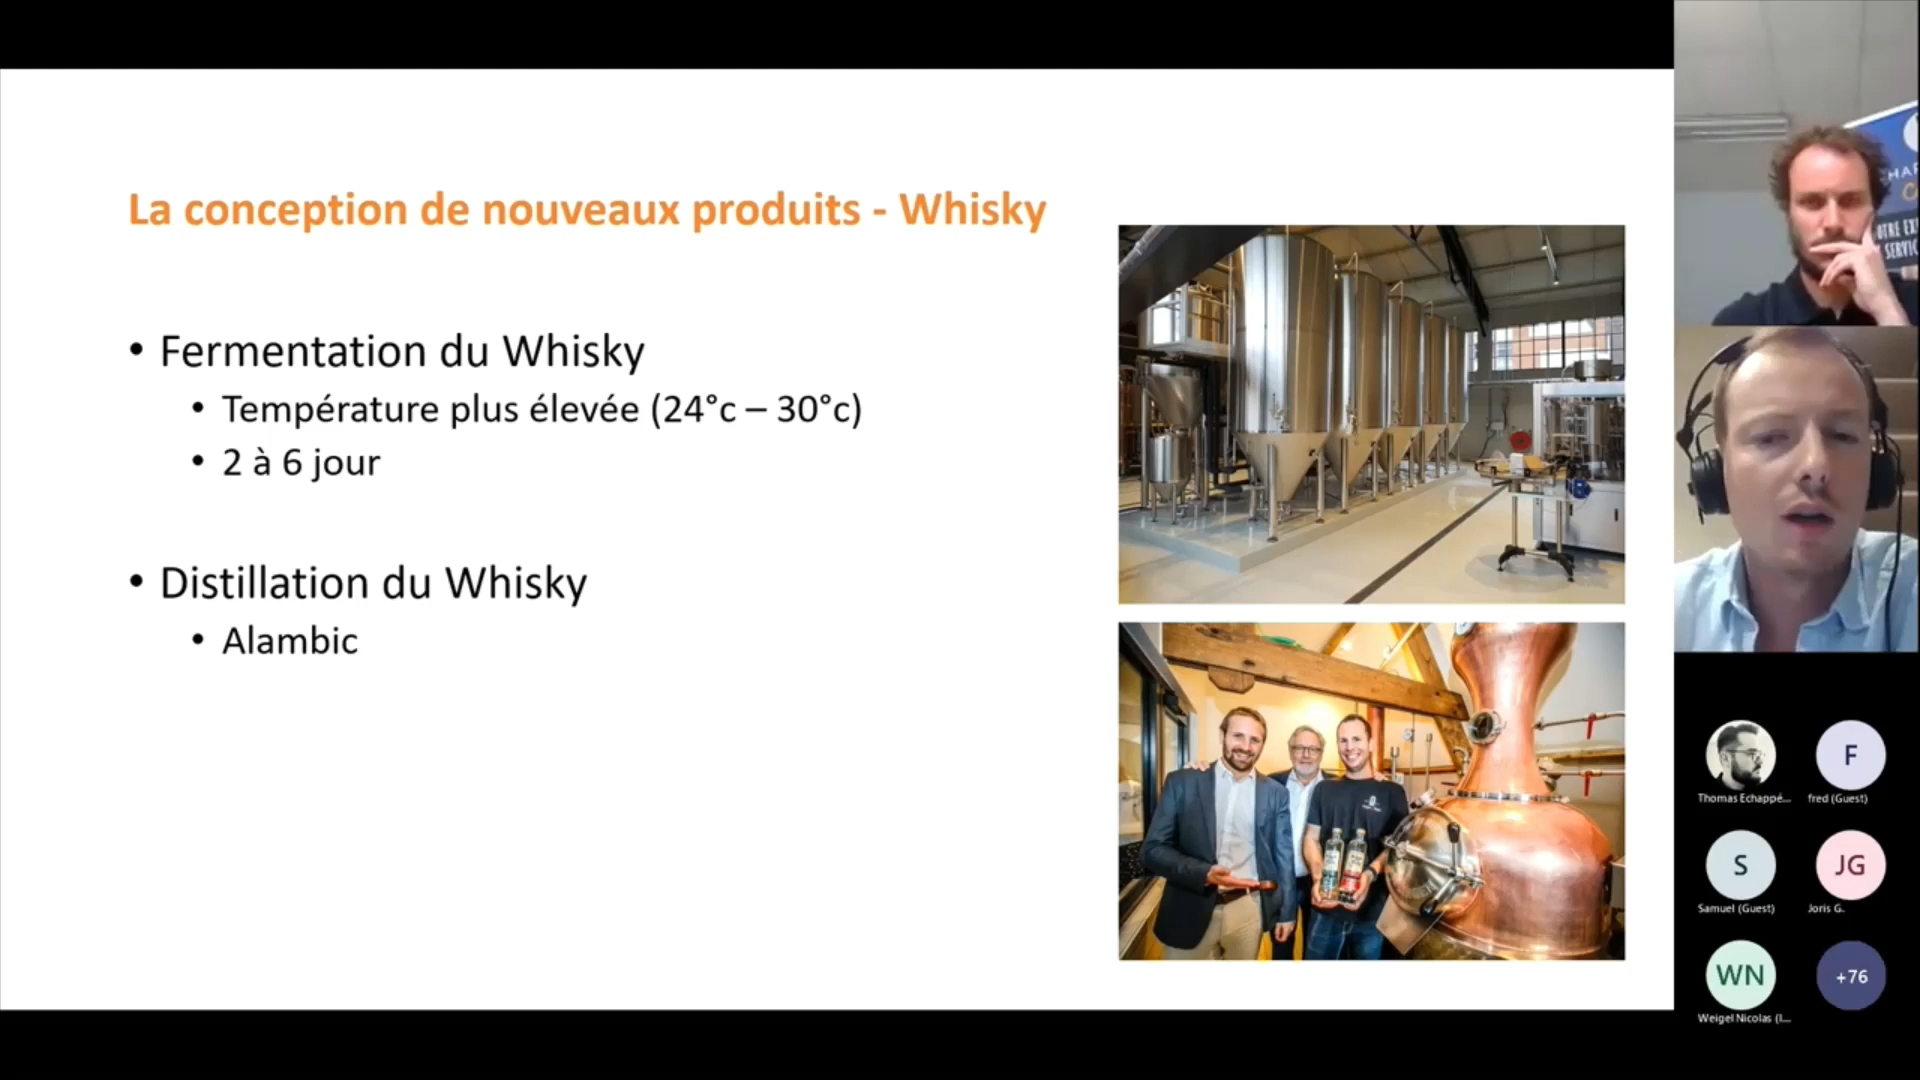 La conception de nouveaux produits - Whisky
• Fermentation du Whisky
• Température plus élevée (24°c – 30°c)
• 2 à 6 jour
• Distillation du Whisky
• Alambic
F
Thomas Echappé...
fred (Guest)
S
JG
Samuel (Guest)
Joris G.
WN
+76
Weigel Nicolas (I...